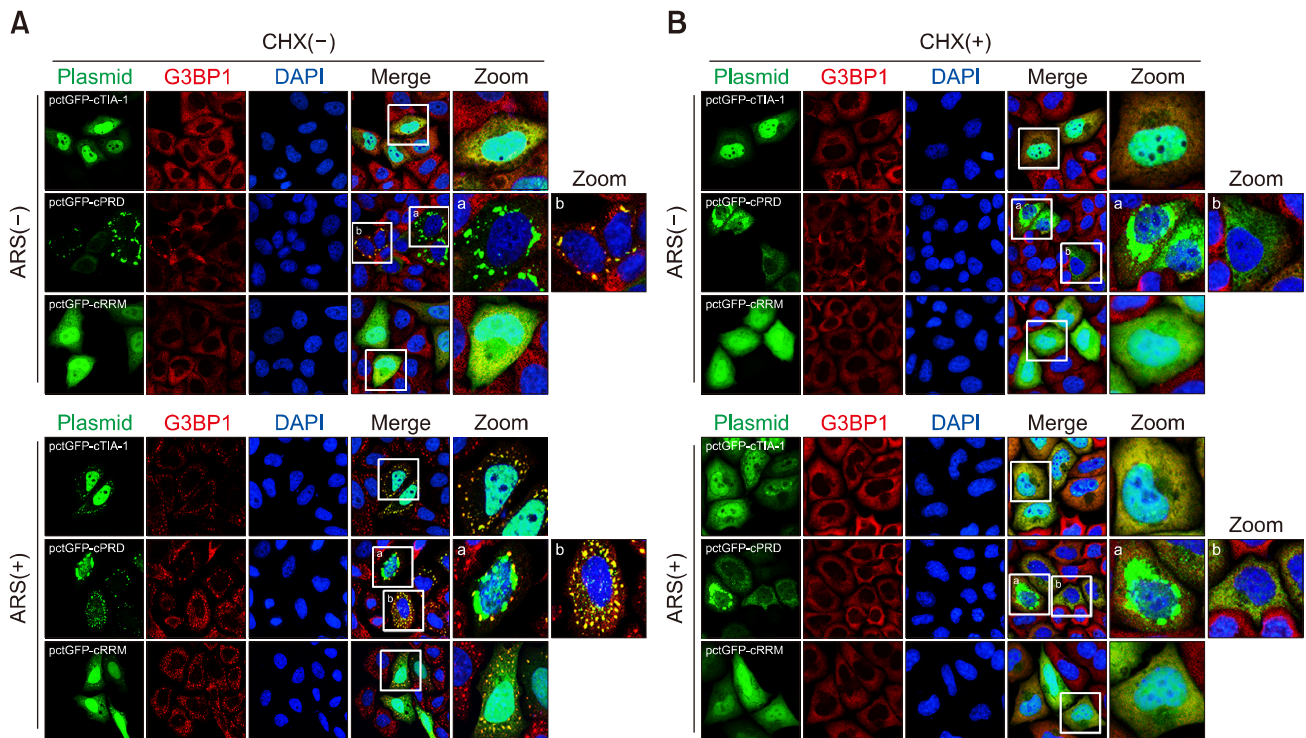 A
CHX(−)
Plasmid G3BP1 DAPI Merge Zoom
ARS(−)
pctGFP-cTIA-1
Zoom
pctGFP-cPRD
a
b
a
b
pctGFP-cRRM
Plasmid G3BP1 DAPI Merge Zoom
ARS(+)
pctGFP-cTIA-1
pctGFP-cPRD
a
b
a
b
pctGFP-cRRM
B
CHX(+)
Plasmid G3BP1 DAPI Merge Zoom
ARS(−)
pctGFP-cTIA-1
Zoom
pctGFP-cPRD
a
b
a
b
pctGFP-cRRM
Plasmid G3BP1 DAPI Merge Zoom
ARS(+)
pctGFP-cTIA-1
Zoom
pctGFP-cPRD
a
b
a
b
pctGFP-cRRM